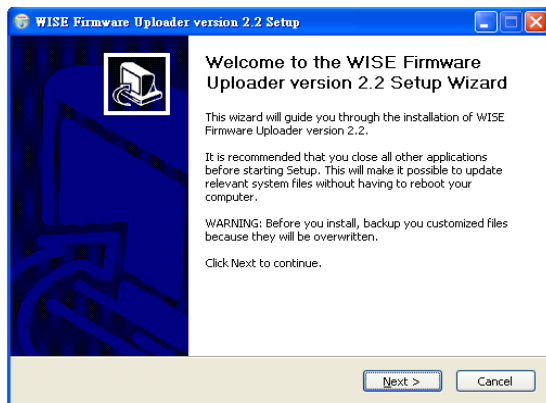 WISE Firmware Uploader version 2.2 Setup
Welcome to the WISE Firmware
Uploader version 2.2 Setup Wizard
This wizard will guide you through the installation of WISE
Firmware Uploader version 2.2.
It is recommended that you close all other applications
before starting Setup. This will make it possible to update
relevant system files without having to reboot your
computer.
WARNING: Before you install, backup you customized files
because they will be overwritten.
Click Next to continue.
Next >
Cancel